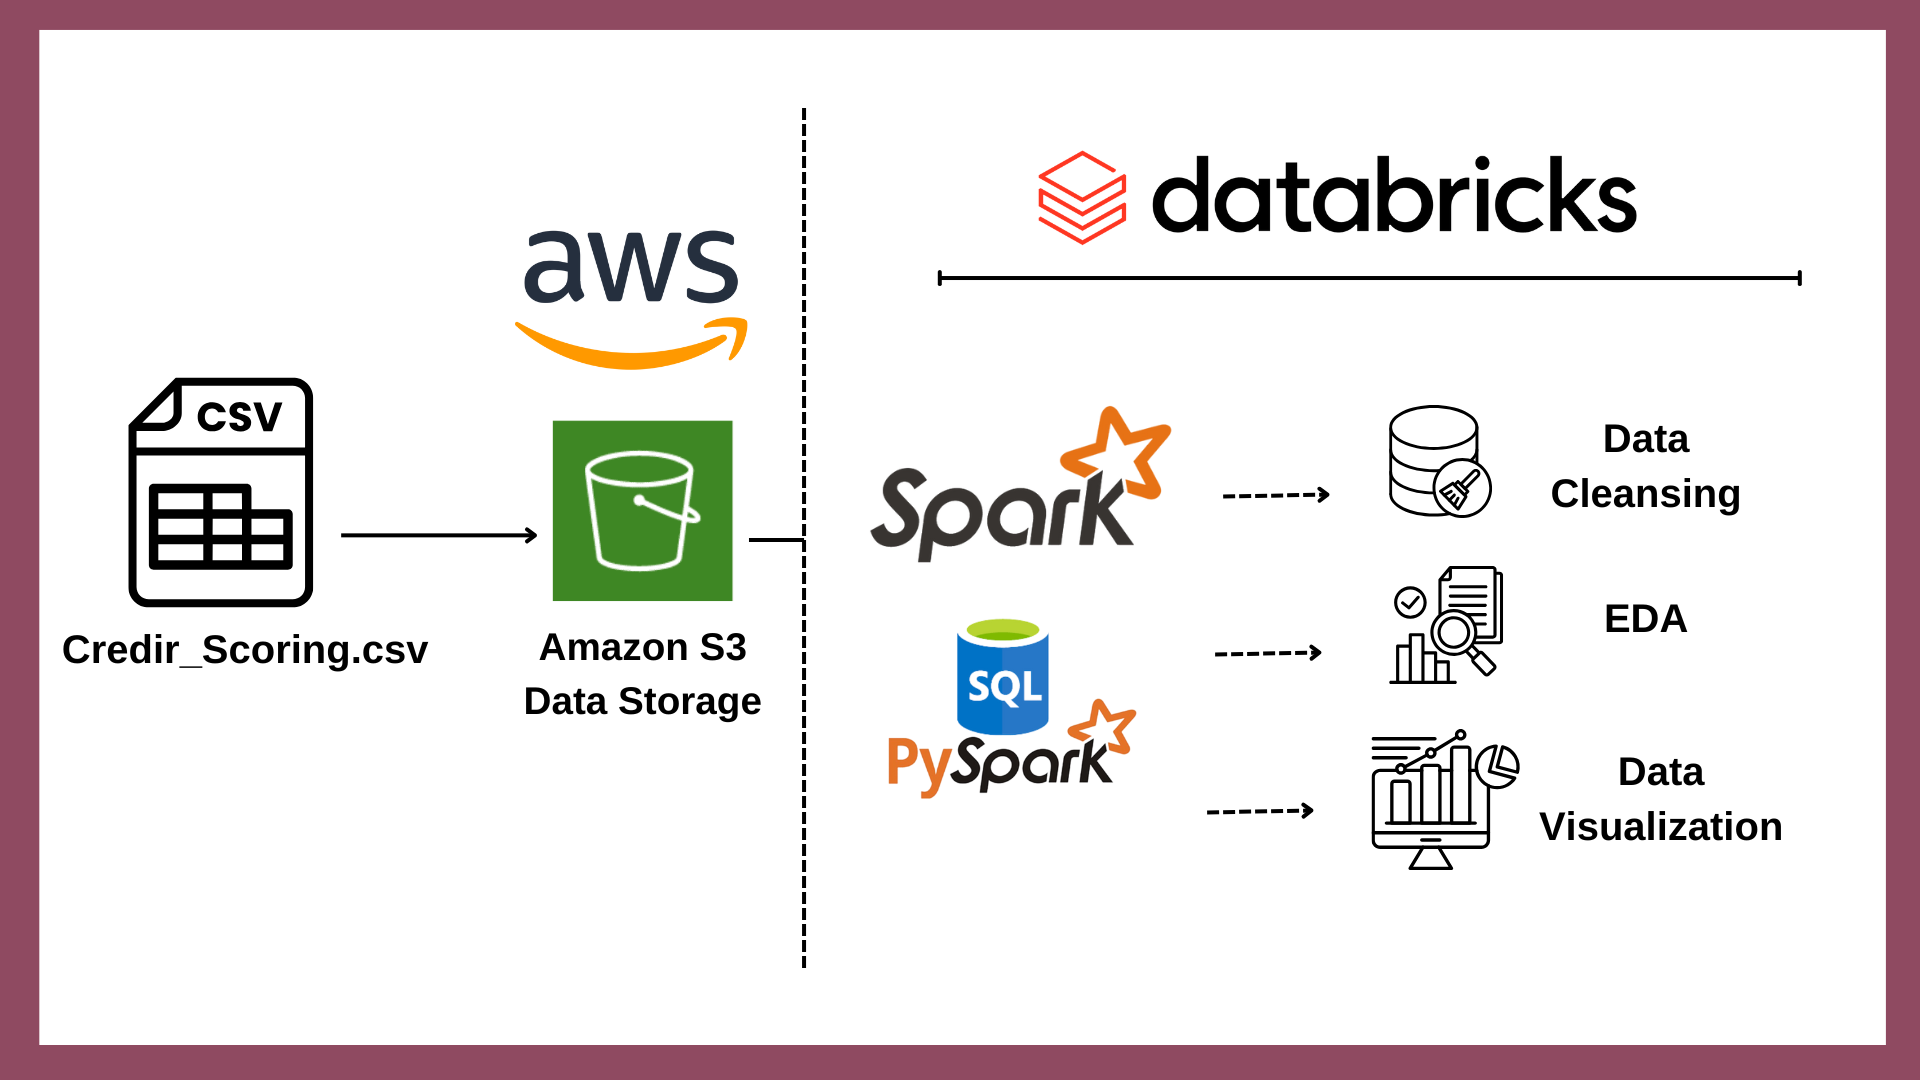 databricks
aws
CSV
Spark
Data
Cleansing
Credir_Scoring.csv
Amazon S3
Data Storage
SQL
PySpark
EDA
Data
Visualization